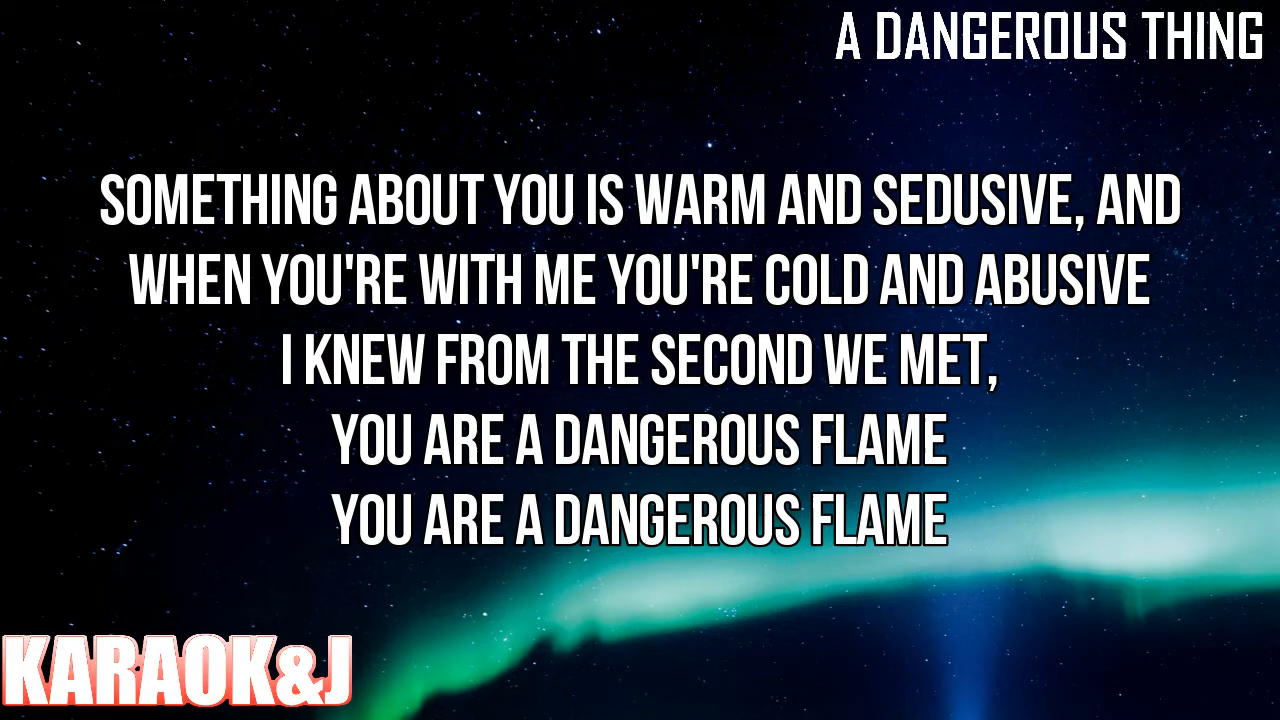 A DANGEROUS THING
SOMETHING ABOUT YOU IS WARM AND SEDUSIVE, AND
WHEN YOU'RE WITH ME YOU'RE COLD AND ABUSIVE
I KNEW FROM THE SECOND WE MET,
YOU ARE A DANGEROUS FLAME
YOU ARE A DANGEROUS FLAME
KARAOK&J